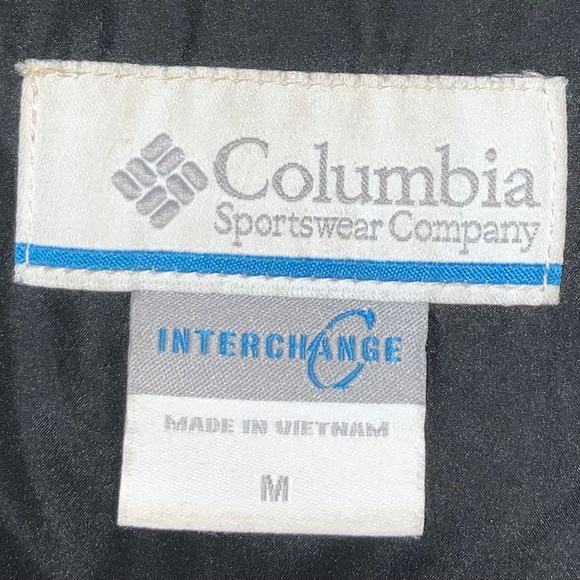 Columbia
Sportswear Company
INTERCHANGE
MADE IN VIETNAM
M